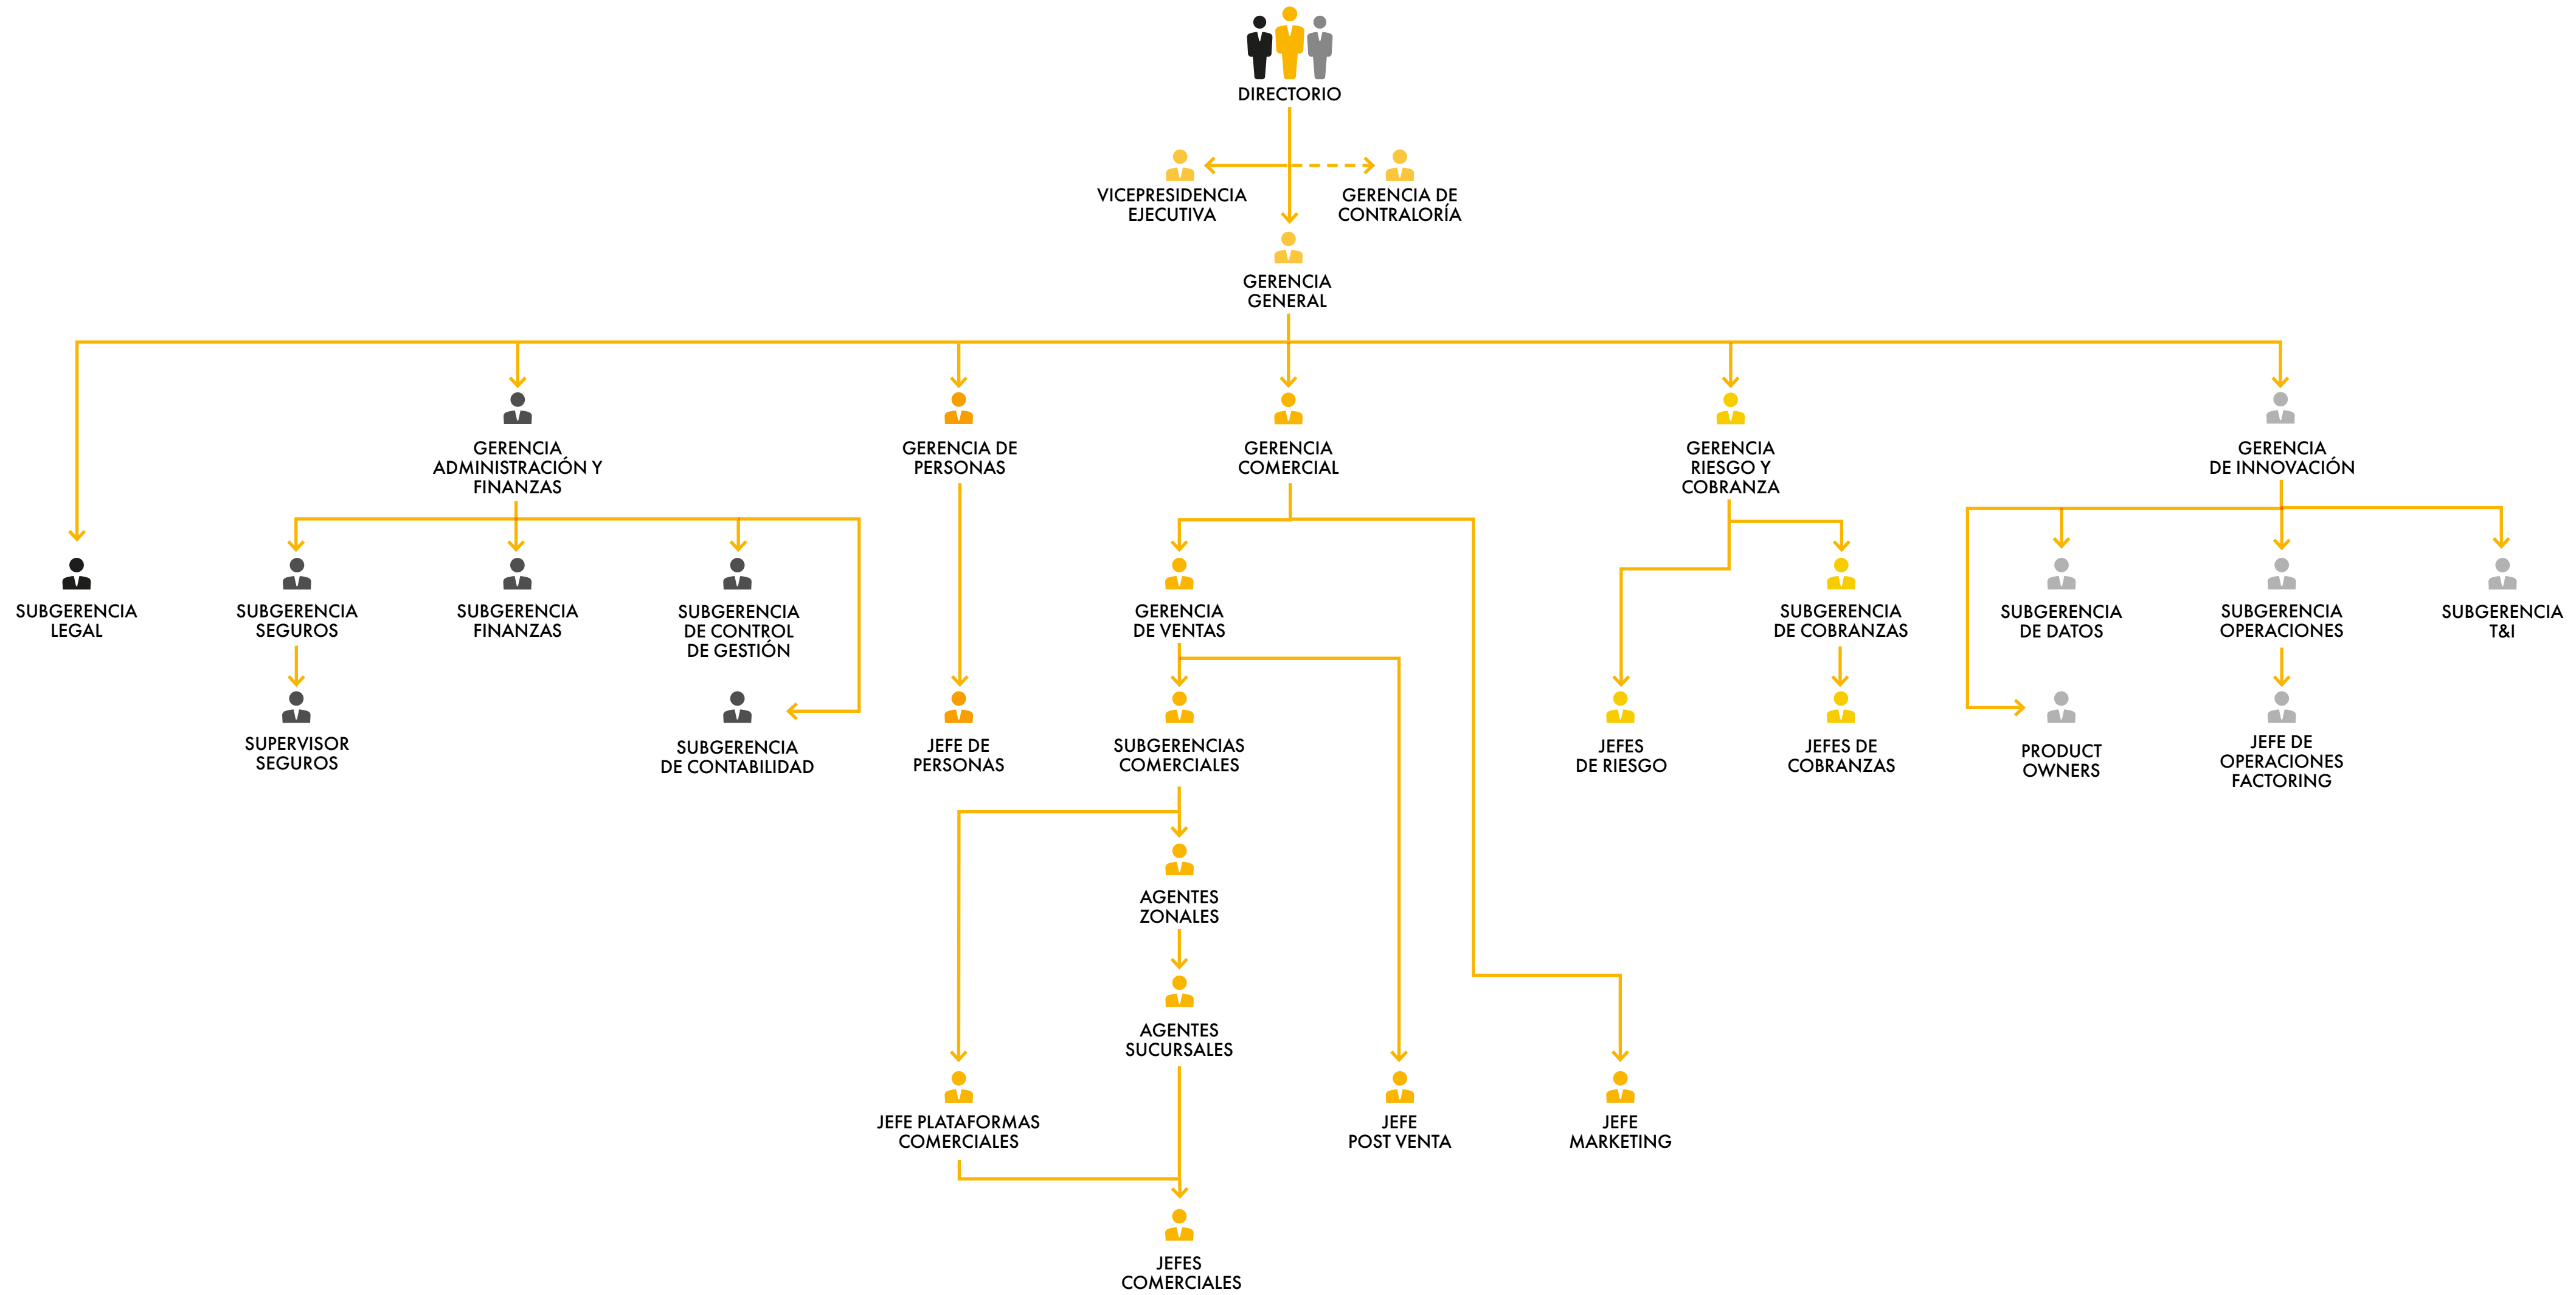 DIRECTORIO
VICEPRESIDENCIA
EJECUTIVA
GERENCIA DE
CONTRALORÍA
GERENCIA
GENERAL
GERENCIA
ADMINISTRACIÓN Y
FINANZAS
GERENCIA DE
PERSONAS
GERENCIA
COMERCIAL
GERENCIA
RIESGO Y
COBRANZA
GERENCIA
DE INNOVACIÓN
SUBGERENCIA
LEGAL
SUBGERENCIA
SEGUROS
SUBGERENCIA
FINANZAS
SUBGERENCIA
DE CONTROL
DE GESTIÓN
GERENCIA
DE VENTAS
SUBGERENCIA
DE COBRANZAS
SUBGERENCIA
DE DATOS
SUBGERENCIA
OPERACIONES
SUBGERENCIA
T&I
SUPERVISOR
SEGUROS
SUBGERENCIA
DE CONTABILIDAD
JEFE DE
PERSONAS
SUBGERENCIAS
COMERCIALES
JEFES
DE RIESGO
JEFES DE
COBRANZAS
PRODUCT
OWNERS
JEFE DE
OPERACIONES
FACTORING
AGENTES
ZONALES
AGENTES
SUCURSALES
JEFE PLATAFORMAS
COMERCIALES
JEFE
POST VENTA
JEFE
MARKETING
JEFES
COMERCIALES